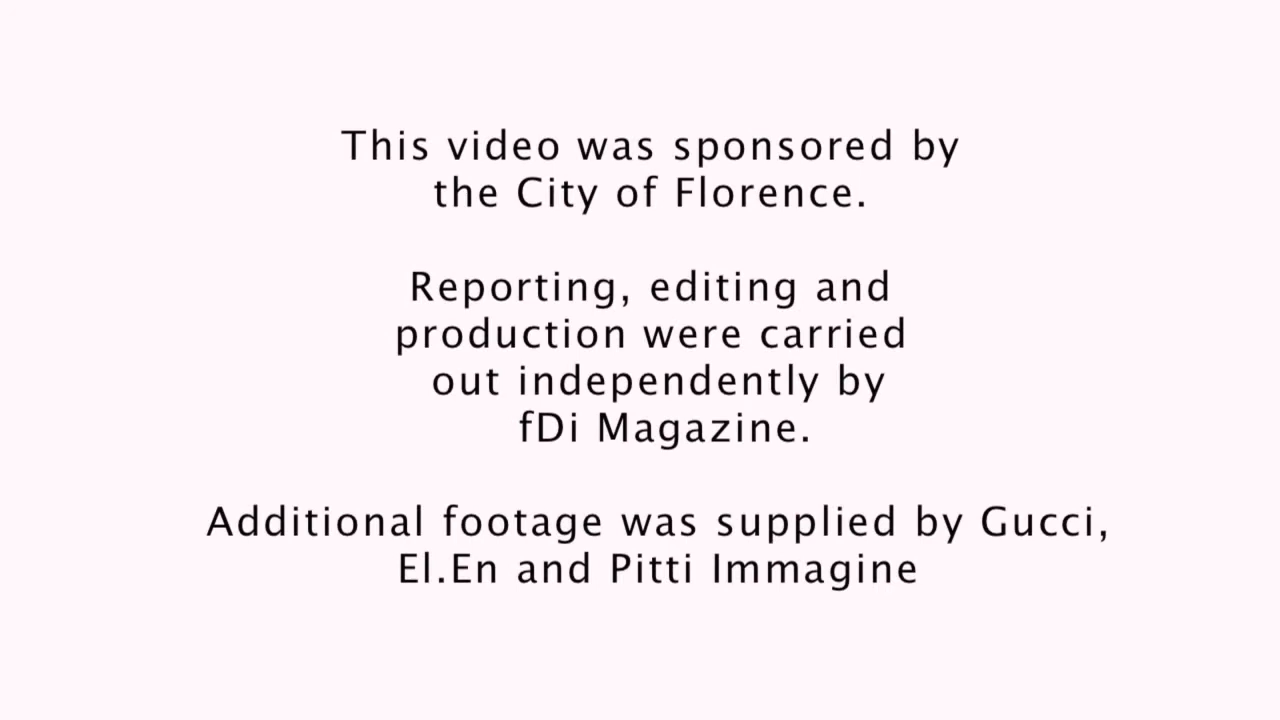 This video was sponsored by
the City of Florence.
Reporting, editing and
production were carried
out independently by
fDi Magazine.
Additional footage was supplied by Gucci,
El.En and Pitti Immagine